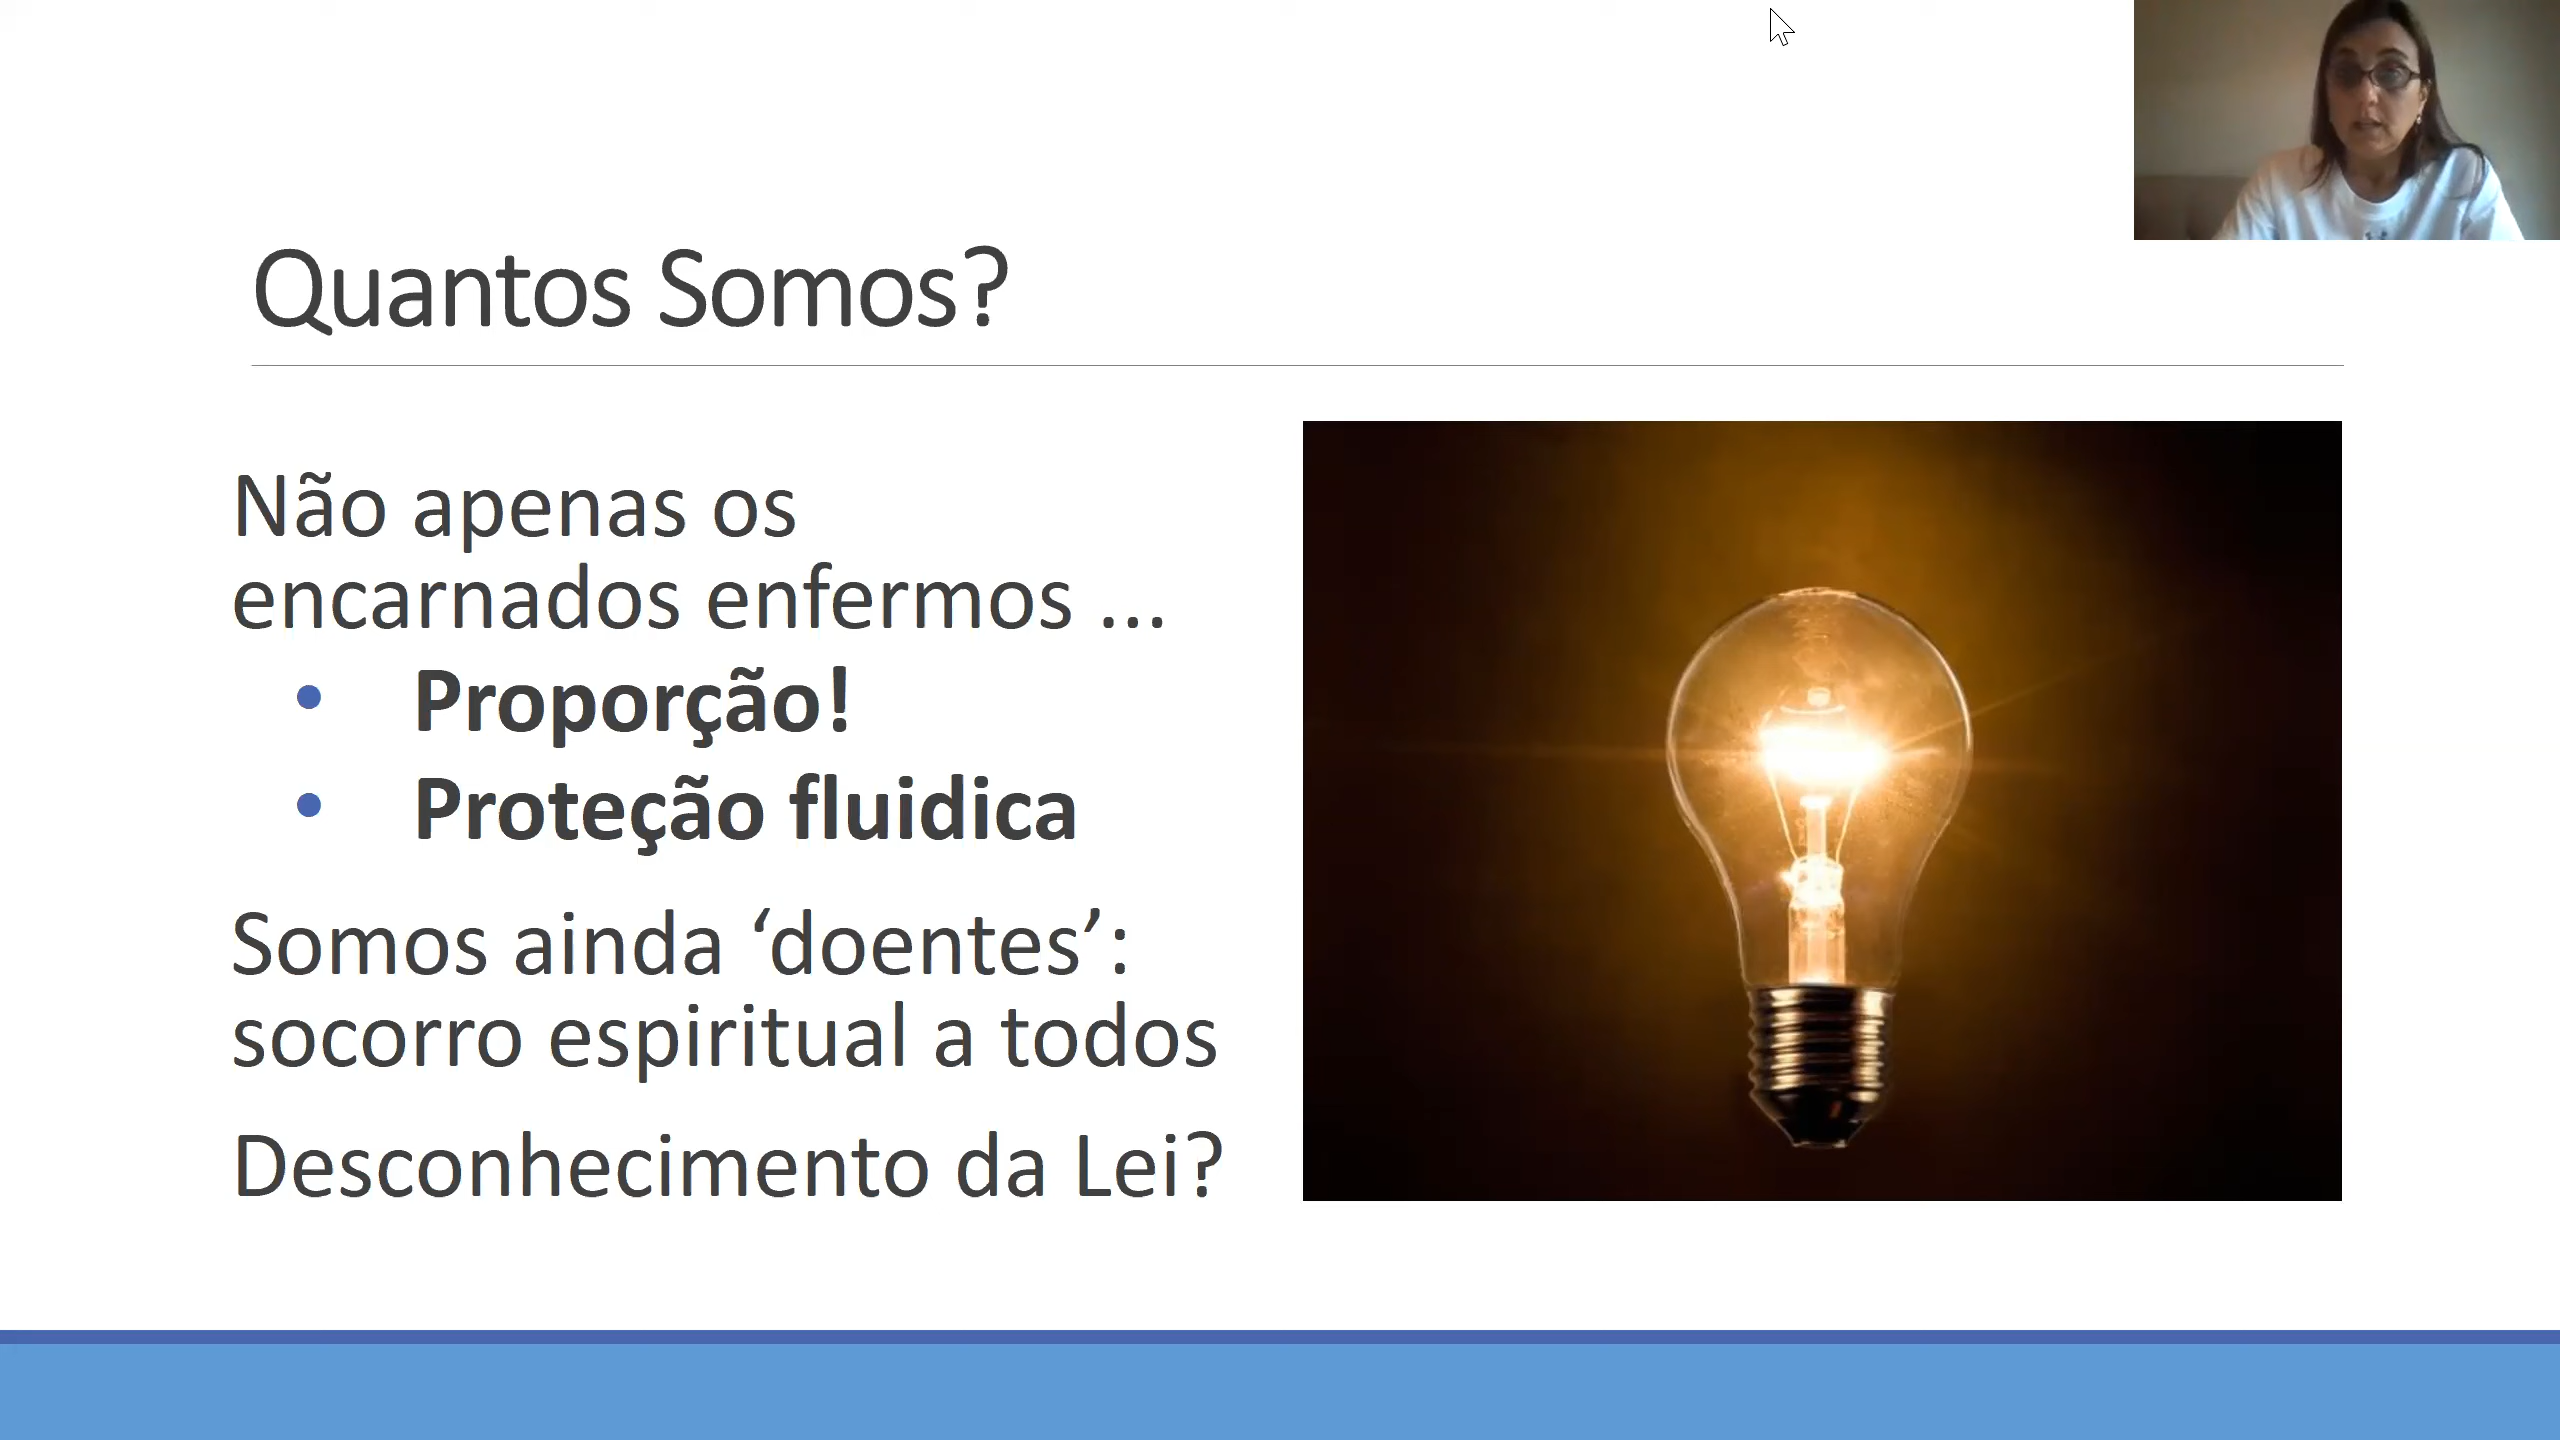 Quantos Somos?
Não apenas os
encarnados enfermos ...
• Proporção!
• Proteção fluidica
Somos ainda ‘doentes’:
socorro espiritual a todos
Desconhecimento da Lei?